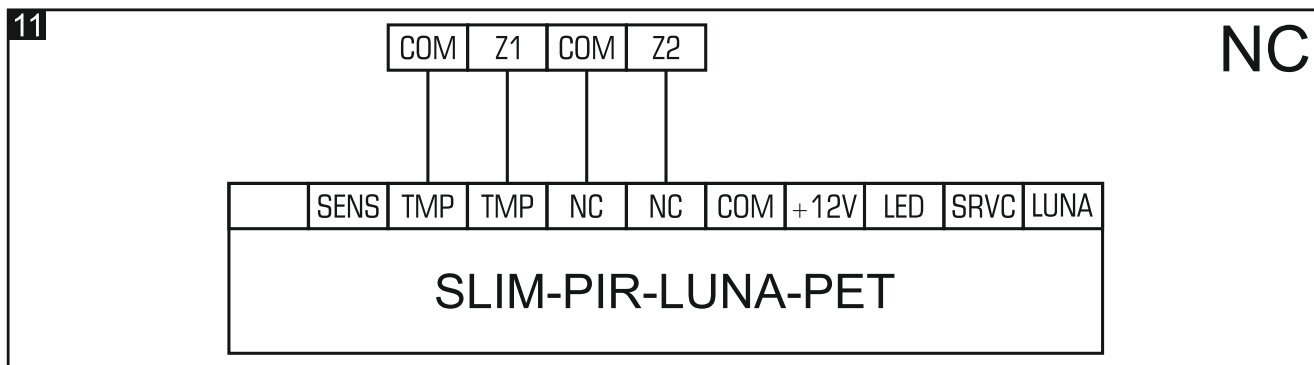 11
NC
COM Z1 COM Z2
SENS TMP TMP NC NC COM +12V LED SRVC LUNA
SLIM-PIR-LUNA-PET